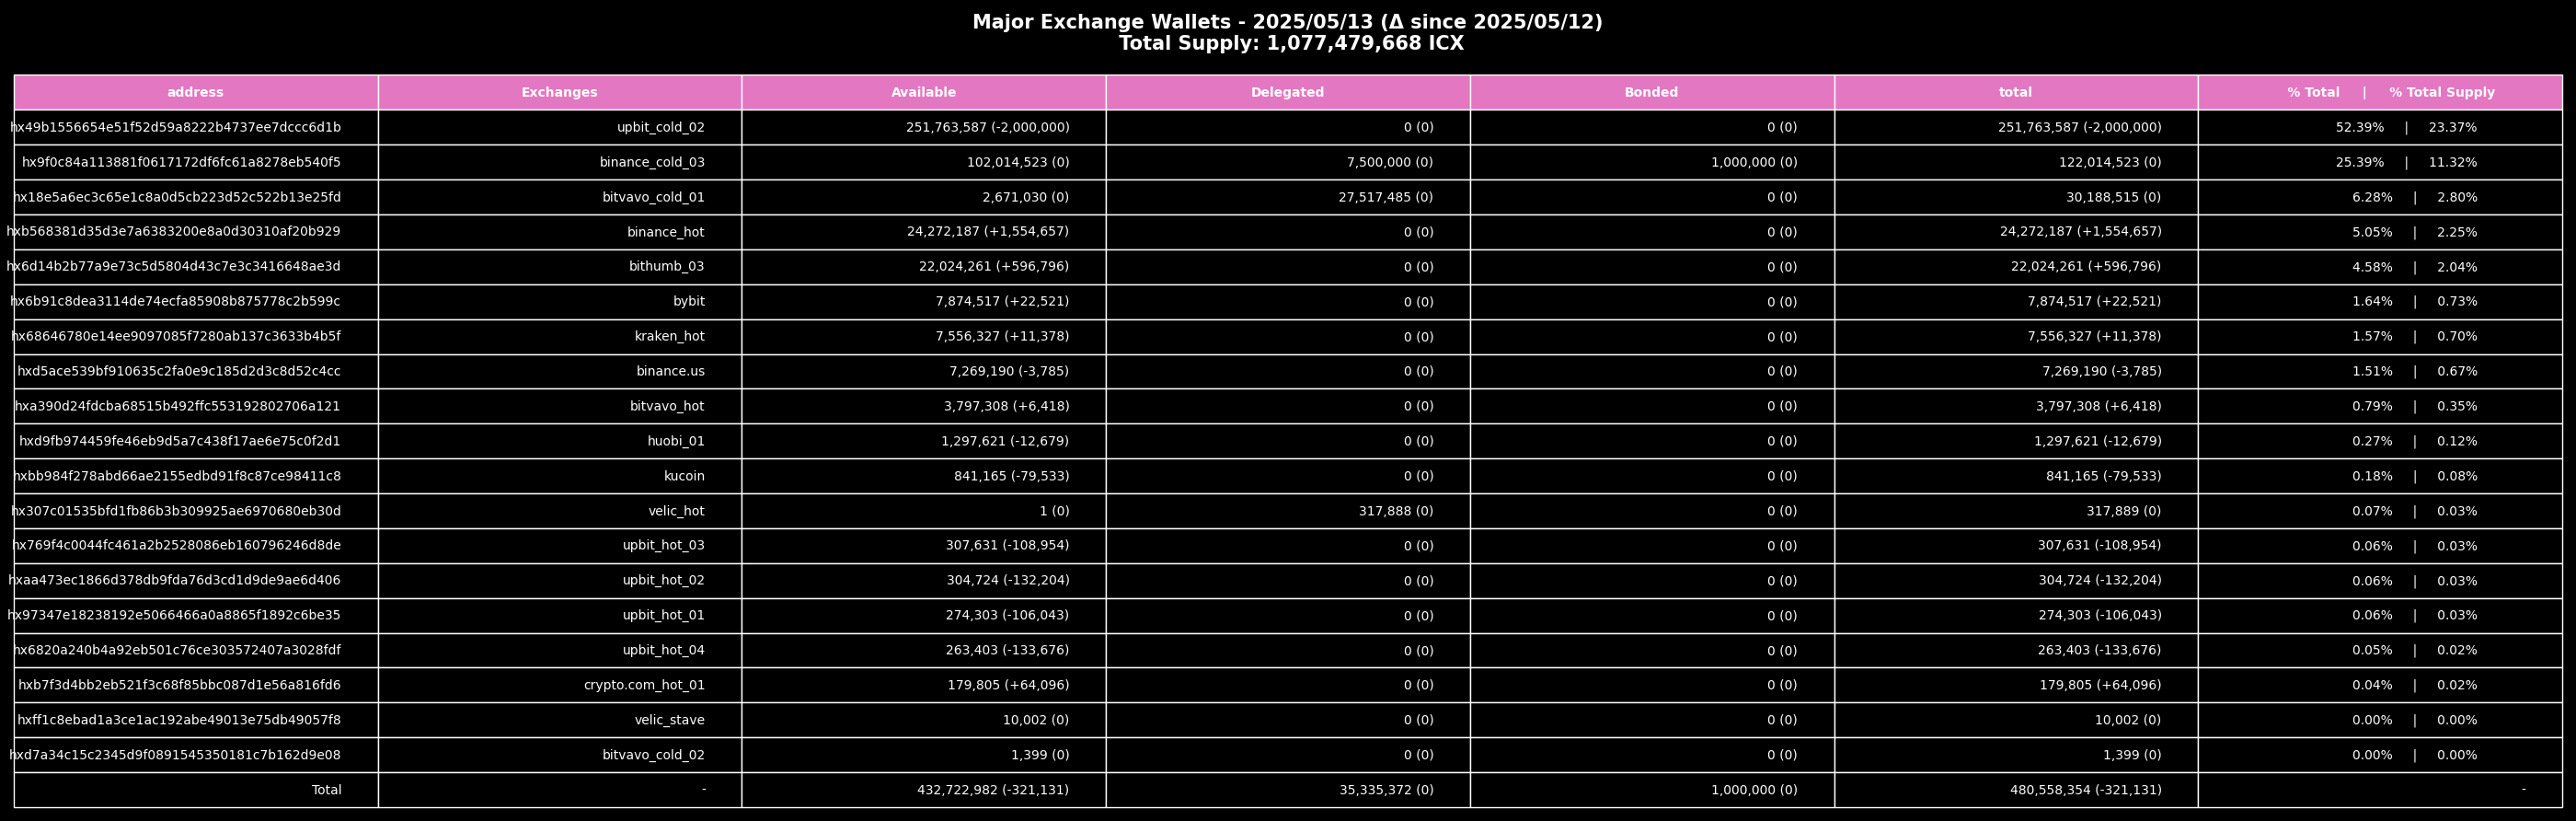 Major Exchange Wallets - 2025/05/13 (Δ since 2025/05/12)
Total Supply: 1,077,479,668 ICX
address Exchanges Available Delegated Bonded total % Total | % Total Supply
hx49b1556654e51f52d59a8222b4737ee7dccc6d1b upbit_cold_02 251,763,587 (-2,000,000) 0 (0) 0 (0) 251,763,587 (-2,000,000) 52.39% | 23.37%
hx9f0c84a113881f0617172df6fc61a8278eb540f5 binance_cold_03 102,014,523 (0) 7,500,000 (0) 1,000,000 (0) 122,014,523 (0) 25.39% | 11.32%
hx18e5a6ec3c65e1c8a0d5cb223d52c522b13e25fd bitvavo_cold_01 2,671,030 (0) 27,517,485 (0) 0 (0) 30,188,515 (0) 6.28% | 2.80%
hxb568381d35d3e7a6383200e8a0d30310af20b929 binance_hot 24,272,187 (+1,554,657) 0 (0) 0 (0) 24,272,187 (+1,554,657) 5.05% | 2.25%
hx6d14b2b77a9e73c5d5804d43c7e3c3416648ae3d bithumb_03 22,024,261 (+596,796) 0 (0) 0 (0) 22,024,261 (+596,796) 4.58% | 2.04%
hx6b91c8dea3114de74ecfa85908b875778c2b599c bybit 7,874,517 (+22,521) 0 (0) 0 (0) 7,874,517 (+22,521) 1.64% | 0.73%
hx68646780e14ee9097085f7280ab137c3633b4b5f kraken_hot 7,556,327 (+11,378) 0 (0) 0 (0) 7,556,327 (+11,378) 1.57% | 0.70%
hxd5ace539bf910635c2fa0e9c185d2d3c8d52c4cc binance.us 7,269,190 (-3,785) 0 (0) 0 (0) 7,269,190 (-3,785) 1.51% | 0.67%
hxa390d24fdcba68515b492ffc553192802706a121 bitvavo_hot 3,797,308 (+6,418) 0 (0) 0 (0) 3,797,308 (+6,418) 0.79% | 0.35%
hxd9fb974459fe46eb9d5a7c438f17ae6e75c0f2d1 huobi_01 1,297,621 (-12,679) 0 (0) 0 (0) 1,297,621 (-12,679) 0.27% | 0.12%
hxbb984f278abd66ae2155edbd91f8c87ce98411c8 kucoin 841,165 (-79,533) 0 (0) 0 (0) 841,165 (-79,533) 0.18% | 0.08%
hx307c01535bfd1fb86b3b309925ae6970680eb30d velic_hot 1 (0) 317,888 (0) 0 (0) 317,889 (0) 0.07% | 0.03%
hx769f4c0044fc461a2b2528086eb160796246d8de upbit_hot_03 307,631 (-108,954) 0 (0) 0 (0) 307,631 (-108,954) 0.06% | 0.03%
hxaa473ec1866d378db9fda76d3cd1d9de9ae6d406 upbit_hot_02 304,724 (-132,204) 0 (0) 0 (0) 304,724 (-132,204) 0.06% | 0.03%
hx97347e18238192e5066466a0a8865f1892c6be35 upbit_hot_01 274,303 (-106,043) 0 (0) 0 (0) 274,303 (-106,043) 0.06% | 0.03%
hx6820a240b4a92eb501c76ce303572407a3028fdf upbit_hot_04 263,403 (-133,676) 0 (0) 0 (0) 263,403 (-133,676) 0.05% | 0.02%
hxb7f3d4bb2eb521f3c68f85bbc087d1e56a816fd6 crypto.com_hot_01 179,805 (+64,096) 0 (0) 0 (0) 179,805 (+64,096) 0.04% | 0.02%
hxff1c8ebad1a3ce1ac192abe49013e75db49057f8 velic_stave 10,002 (0) 0 (0) 0 (0) 10,002 (0) 0.00% | 0.00%
hxd7a34c15c2345d9f0891545350181c7b162d9e08 bitvavo_cold_02 1,399 (0) 0 (0) 0 (0) 1,399 (0) 0.00% | 0.00%
Total - 432,722,982 (-321,131) 35,335,372 (0) 1,000,000 (0) 480,558,354 (-321,131) -